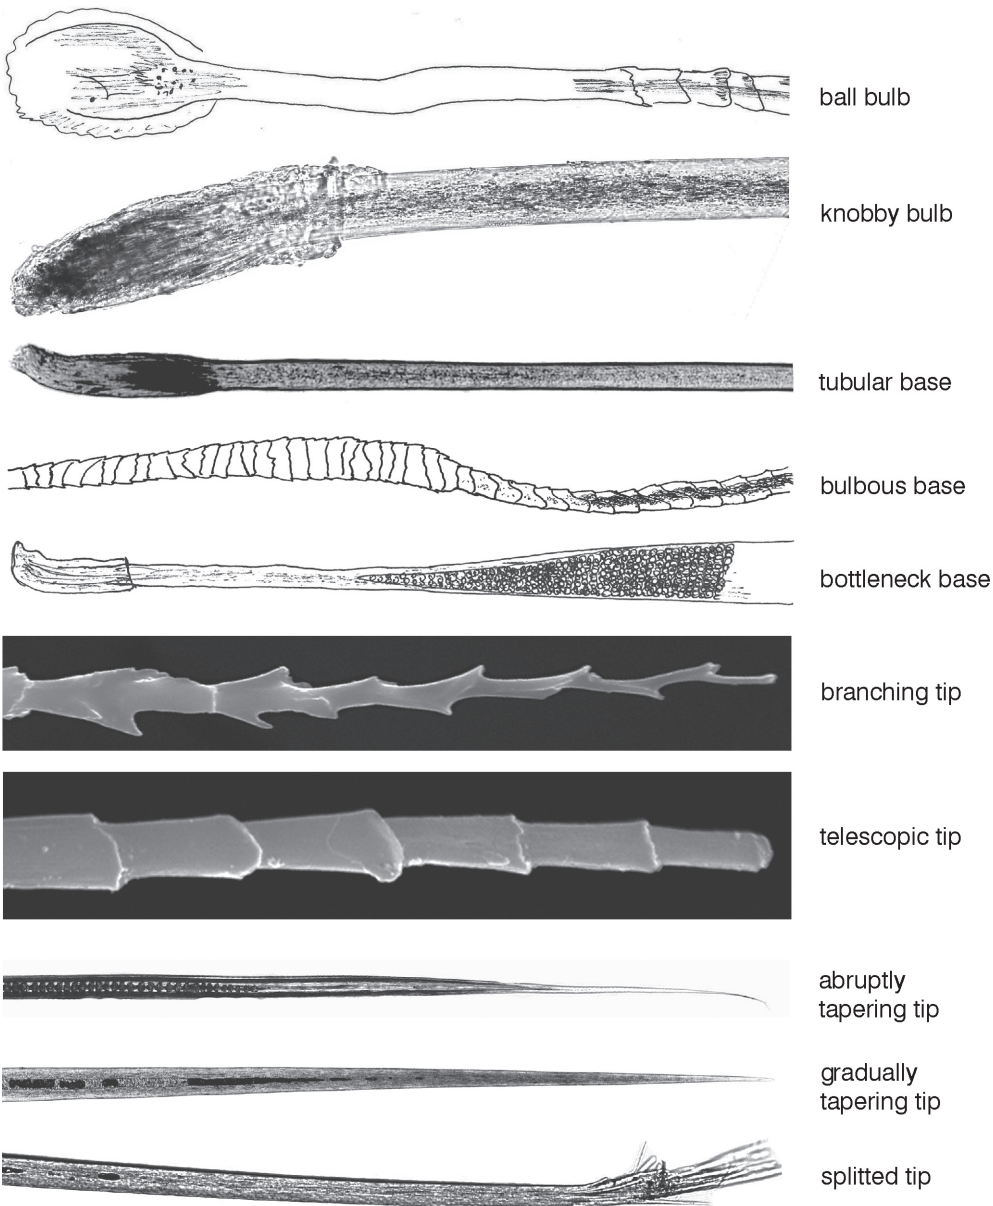 ball bulb
knobby bulb
tubular base
bulbous base
bottleneck base
branching tip
telescopic tip
abruptly
tapering tip
gradually
tapering tip
splitted tip